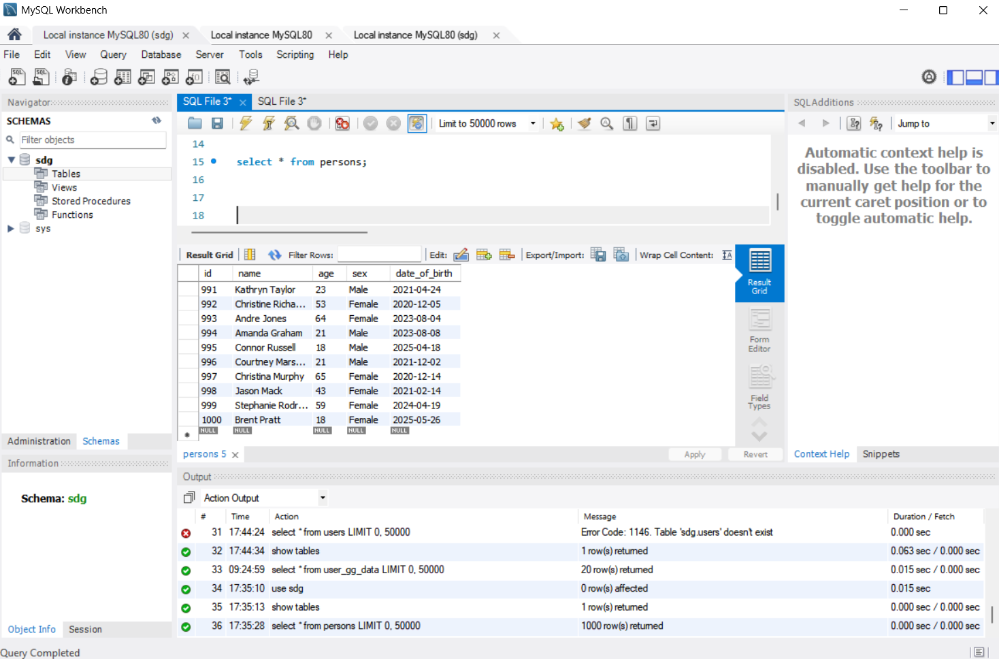 MySQL Workbench
Local instance MySQL80 (sdg) Local instance MySQL80 Local instance MySQL80 (sdg)
File Edit View Query Database Server Tools Scripting Help
Navigator
SCHEMAS
Filter objects
sdg
Tables
Views
Stored Procedures
Functions
sys
Administration Schemas
Information
Schema: sdg
Object Info Session
SQL File 3* SQL File 3*
Limit to 50000 rows
14
15 select * from persons;
16
17
18
Result Grid Filter Rows: Edit: Export/Import: Wrap Cell Content:
id name age sex date_of_birth
991 Kathryn Taylor 23 Male 2021-04-24
992 Christine Richa... 53 Female 2020-12-05
993 Andre Jones 64 Female 2023-08-04
994 Amanda Graham 21 Male 2023-08-08
995 Connor Russell 18 Male 2025-04-18
996 Courtney Mars... 21 Male 2021-12-02
997 Christina Murphy 65 Female 2020-12-14
998 Jason Mack 43 Female 2021-02-14
999 Stephanie Rodr... 59 Female 2024-04-19
1000 Brent Pratt 18 Female 2025-05-26
NULL NULL NULL NULL NULL
Result Grid
Form Editor
Field Types
persons 5 Apply Revert
SQLAdditions
Jump to
Automatic context help is
disabled. Use the toolbar to
manually get help for the
current caret position or to
toggle automatic help.
Context Help Snippets
Output
Action Output
# Time Action Message Duration / Fetch
31 17:44:24 select * from users LIMIT 0, 50000 Error Code: 1146. Table 'sdg.users' doesn't exist 0.000 sec
32 17:44:34 show tables 1 row(s) returned 0.063 sec / 0.000 sec
33 09:24:59 select * from user_gg_data LIMIT 0, 50000 20 row(s) returned 0.015 sec / 0.000 sec
34 17:35:10 use sdg 0 row(s) affected 0.015 sec
35 17:35:13 show tables 1 row(s) returned 0.000 sec / 0.000 sec
36 17:35:28 select * from persons LIMIT 0, 50000 1000 row(s) returned 0.000 sec / 0.000 sec
Query Completed